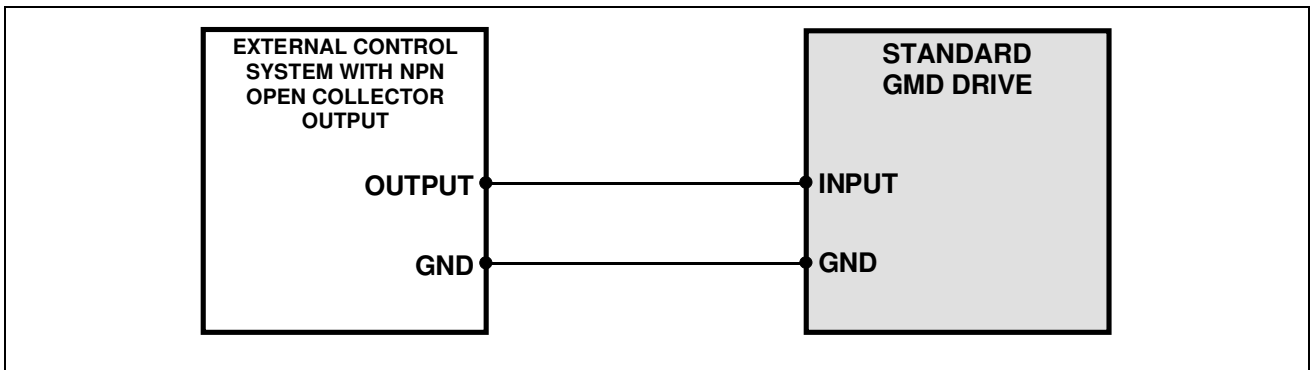 EXTERNAL CONTROL
SYSTEM WITH NPN
OPEN COLLECTOR
OUTPUT
STANDARD
GMD DRIVE
OUTPUT
INPUT
GND
GND